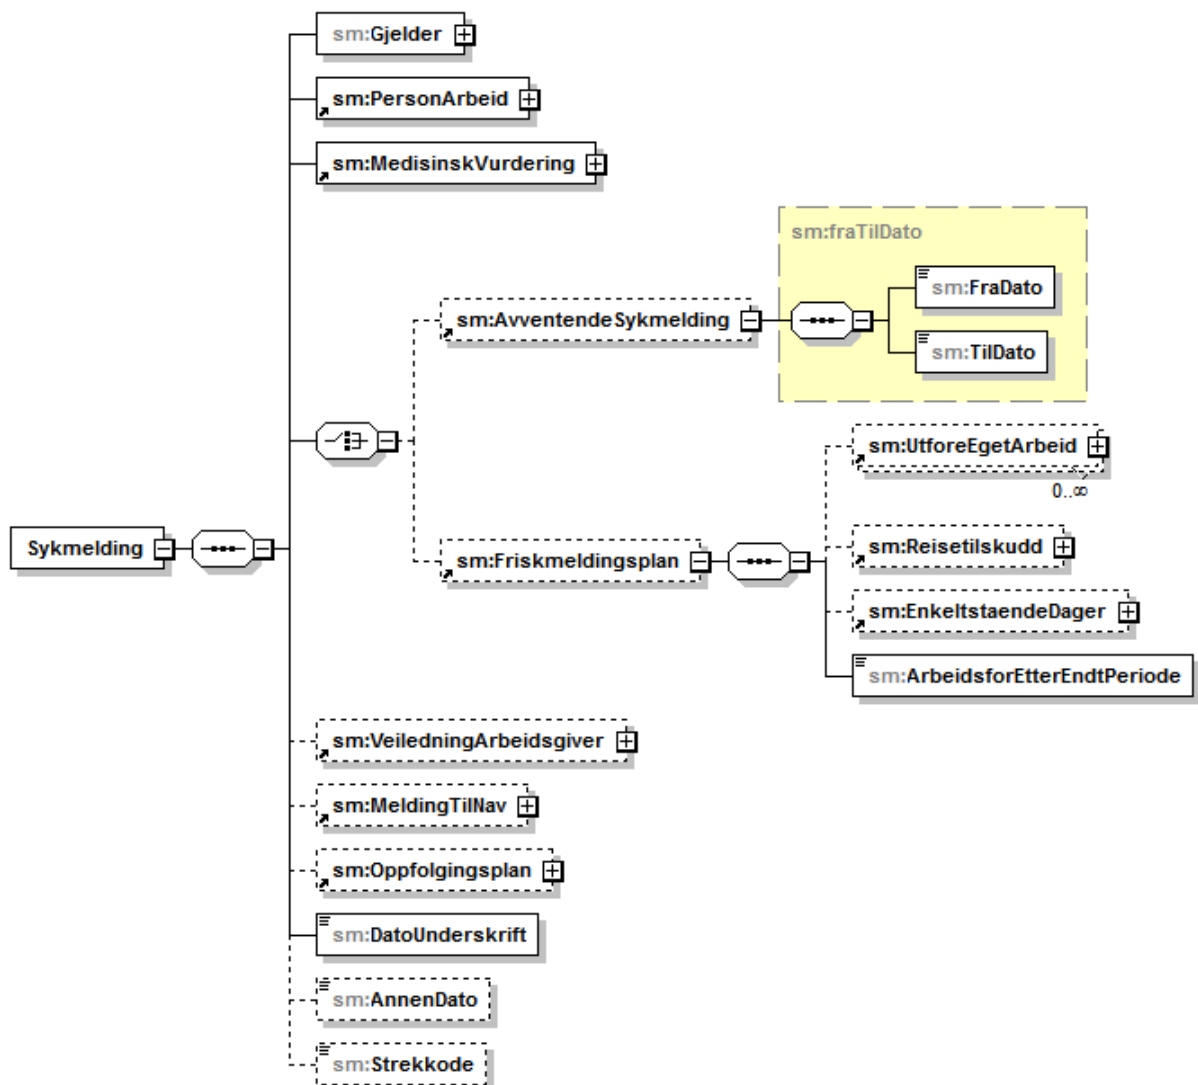 sm:Gjelder
sm:PersonArbeid
sm:MedisinskVurdering
sm:fraTilDato
sm:FraDato
sm:AvventendeSykmelding
sm:TilDato
sm:UtforeEgetArbeid
0..∞
Sykmelding
sm:Friskmeldingsplan
sm:Reisetilskudd
sm:EnkeltstaendeDager
sm:ArbeidsforEtterEndtPeriode
sm:VeiledningArbeidsgiver
sm:MeldingTilNav
sm:Oppfolgingsplan
sm:DatoUnderskrift
sm:AnnenDato
sm:Strekkode